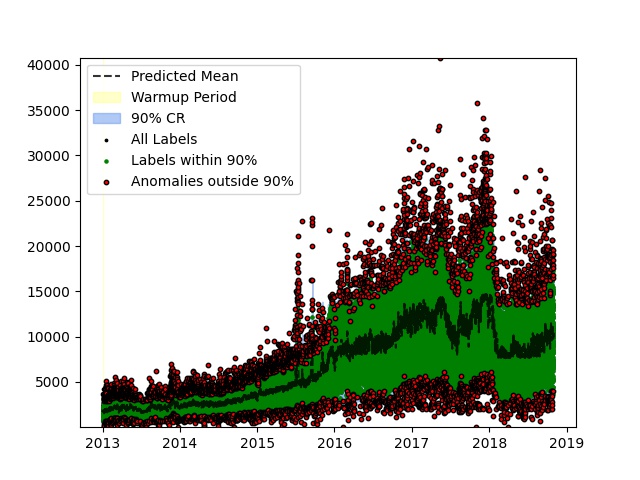 40000
35000
30000
25000
20000
15000
10000
5000
2013 2014 2015 2016 2017 2018 2019
Predicted Mean
Warmup Period
90% CR
All Labels
Labels within 90%
Anomalies outside 90%